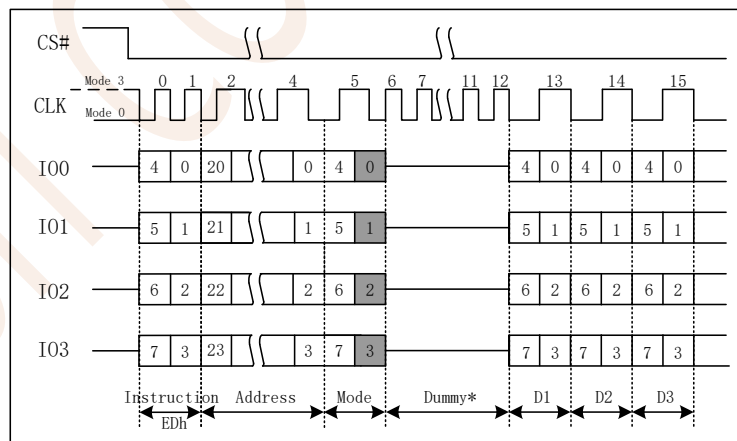 CS#
Mode 3 0 1 2 4 5 6 7 11 12 13 14 15
CLK
Mode 0
IO0 4 0 20 0 4 0 4 0 4 0 4 0
IO1 5 1 21 1 5 1 5 1 5 1 5 1
IO2 6 2 22 2 6 2 6 2 6 2 6 2
IO3 7 3 23 3 7 3 7 3 7 3 7 3
Instruction Address Mode Dummy* D1 D2 D3
EDh